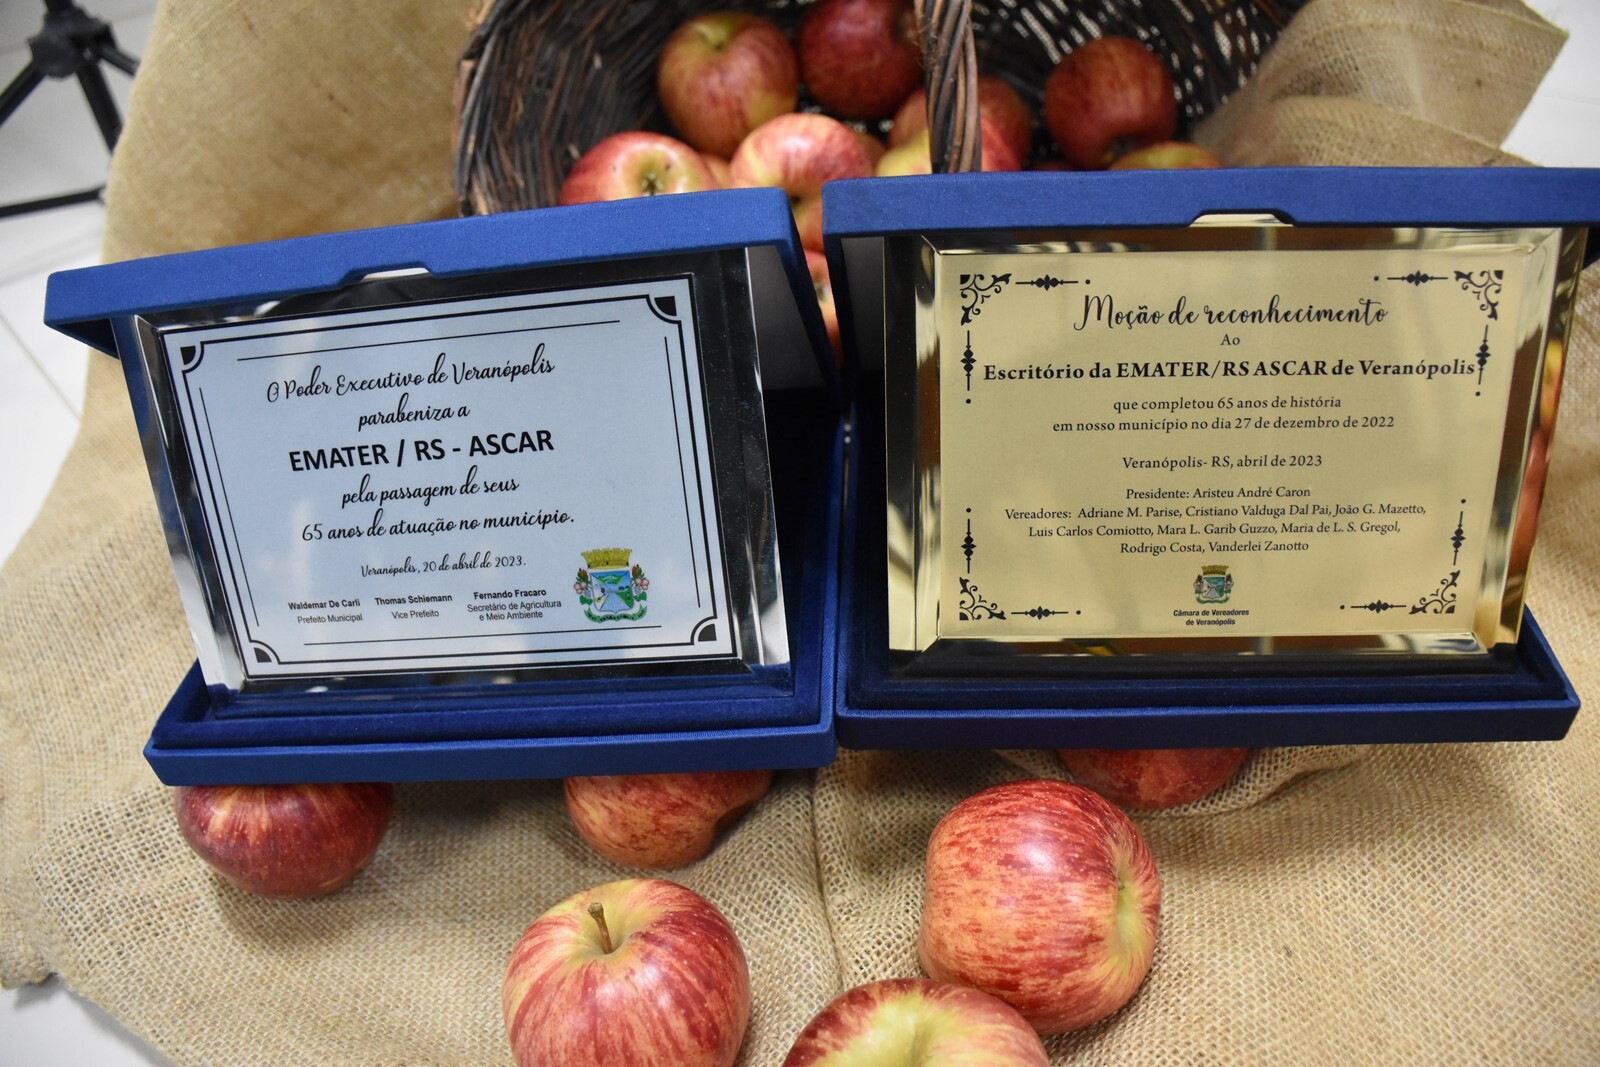 O Poder Executivo de Veranópolis
parabeniza a
EMATER / RS - ASCAR
pela passagem de seus
65 anos de atuação no município.
Veranópolis, 20 de abril de 2023.
Waldemar De Carli
Prefeito Municipal
Thomas Schiemann
Vice Prefeito
Fernando Fracaro
Secretário de Agricultura
e Meio Ambiente
Moção de reconhecimento
Ao
Escritório da EMATER/RS ASCAR de Veranópolis
que completou 65 anos de história
em nosso município no dia 27 de dezembro de 2022
Veranópolis- RS, abril de 2023
Presidente: Aristeu André Caron
Vereadores: Adriane M. Parise, Cristiano Valduga Dal Pai, João G. Mazetto,
Luis Carlos Comiotto, Mara L. Garib Guzzo, Maria de L. S. Gregol,
Rodrigo Costa, Vanderlei Zanotto
Câmara de Vereadores
de Veranópolis